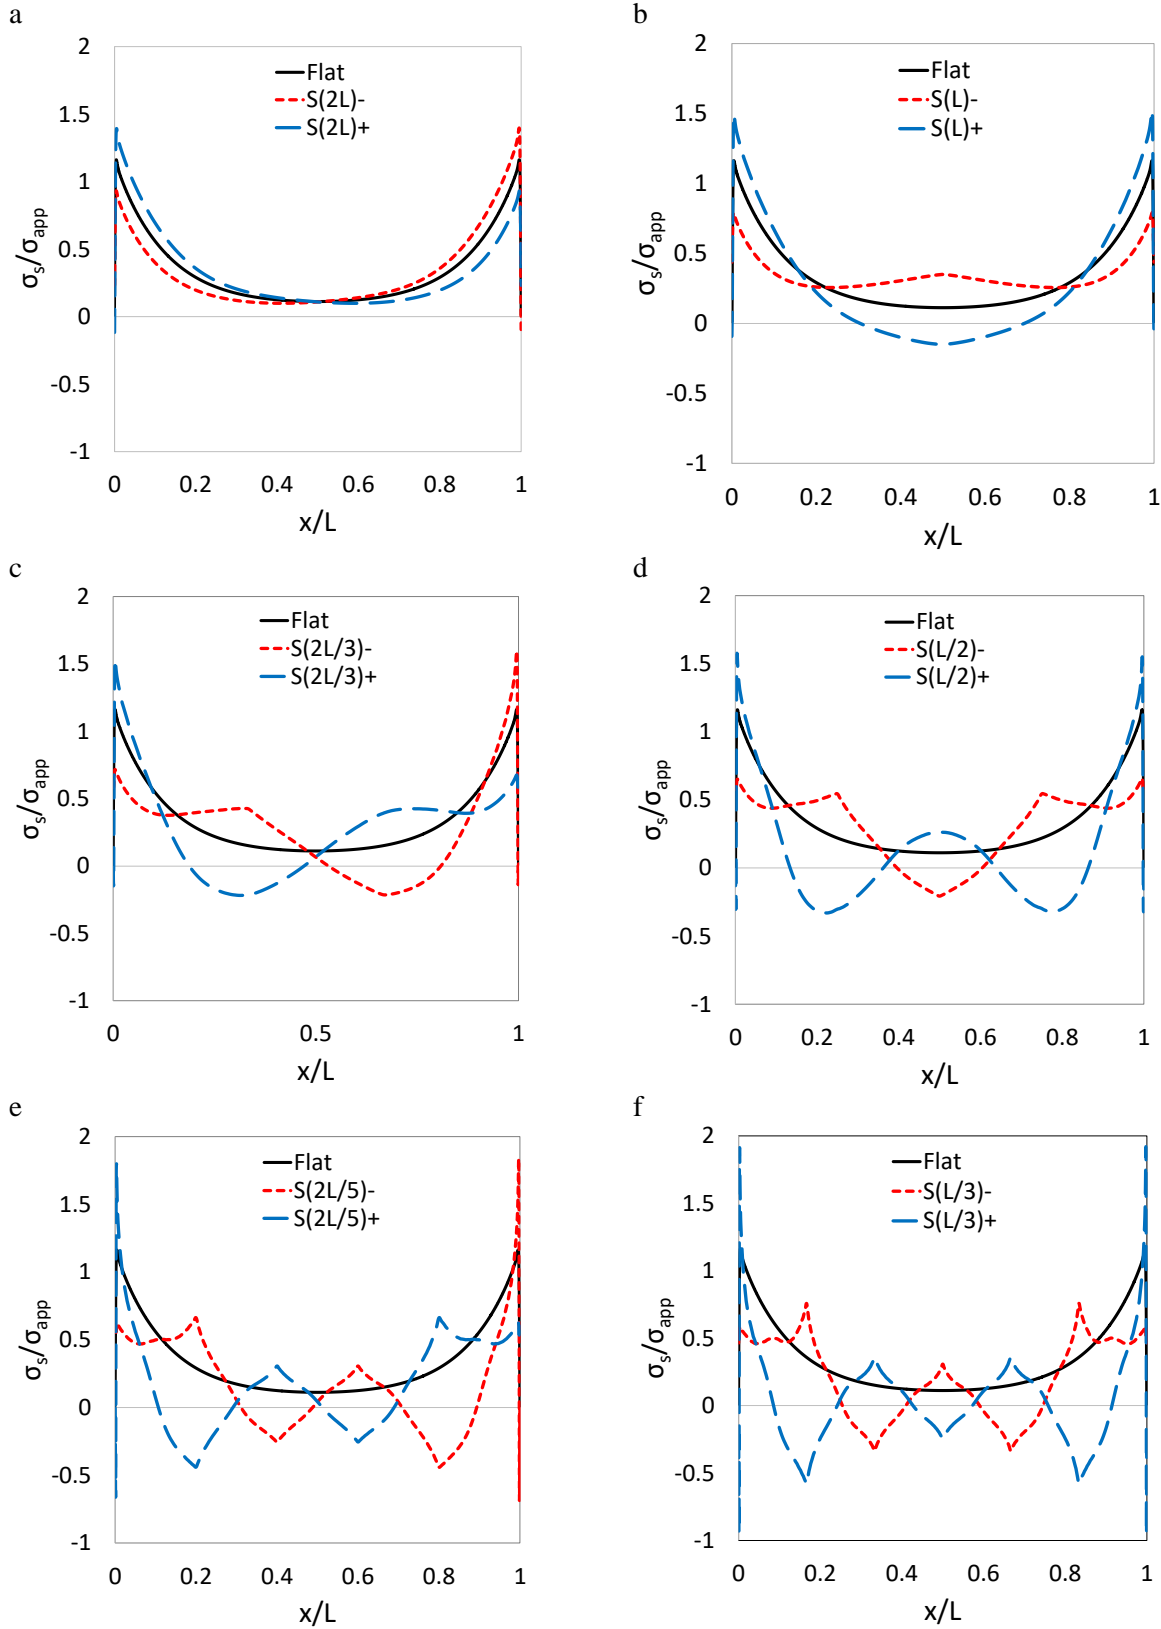 a
2
1.5
1
0.5
0
-0.5
-1
σs/σapp
Flat
S(2L)-
S(2L)+
0 0.2 0.4 0.6 0.8 1
x/L
b
2
1.5
1
0.5
0
-0.5
-1
σs/σapp
Flat
S(L)-
S(L)+
0 0.2 0.4 0.6 0.8 1
x/L
c
2
1.5
1
0.5
0
-0.5
-1
σs/σapp
Flat
S(2L/3)-
S(2L/3)+
0 0.5 1
x/L
d
2
1.5
1
0.5
0
-0.5
-1
σs/σapp
Flat
S(L/2)-
S(L/2)+
0 0.2 0.4 0.6 0.8 1
x/L
e
2
1.5
1
0.5
0
-0.5
-1
σs/σapp
Flat
S(2L/5)-
S(2L/5)+
0 0.2 0.4 0.6 0.8 1
x/L
f
2
1.5
1
0.5
0
-0.5
-1
σs/σapp
Flat
S(L/3)-
S(L/3)+
0 0.2 0.4 0.6 0.8 1
x/L